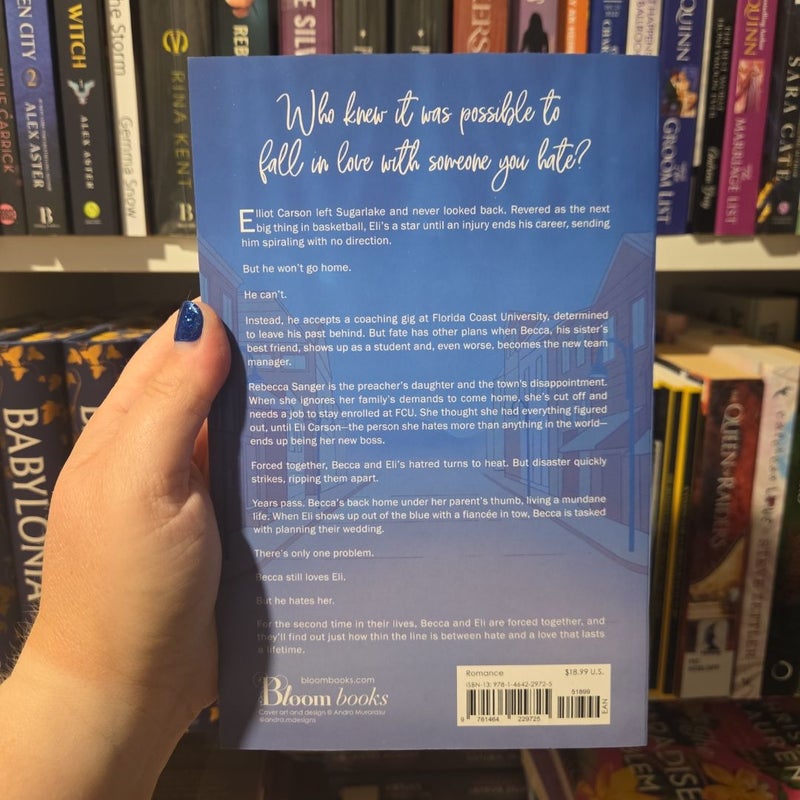 EN CITY 2 ALEX ASTER
WITCH ALEX ASTER
The Storm Gemma Snow
RINA KENT
QUINN THE GROOM LIST
QUINN THE MARRIAGE LIST
SARA CATE
BABYLONIA
Who knew it was possible to
fall in love with someone you hate?
Elliot Carson left Sugarlake and never looked back. Revered as the next
big thing in basketball, Eli's a star until an injury ends his career, sending
him spiraling with no direction.
But he won't go home.
He can't.
Instead, he accepts a coaching gig at Florida Coast University, determined
to leave his past behind. But fate has other plans when Becca, his sister's
best friend, shows up as a student and, even worse, becomes the new team
manager.
Rebecca Sanger is the preacher's daughter and the town's disappointment.
When she ignores her family's demands to come home, she's cut off and
needs a job to stay enrolled at FCU. She thought she had everything figured
out, until Eli Carson—the person she hates more than anything in the world—
ends up being her new boss.
Forced together, Becca and Eli's hatred turns to heat. But disaster quickly
strikes, ripping them apart.
Years pass. Becca's back home under her parent's thumb, living a mundane
life. When Eli shows up out of the blue with a fiancée in tow, Becca is tasked
with planning their wedding.
There's only one problem.
Becca still loves Eli.
But he hates her.
For the second time in their lives, Becca and Eli are forced together, and
they'll find out just how thin the line is between hate and a love that lasts
a lifetime.
bloombooks.com
Bloom books
Cover art and design © Andra Murarasu
@andra.mdesigns
Romance $18.99 U.S.
ISBN-13: 978-1-4642-2972-5
51899
EAN
9 781464 229725